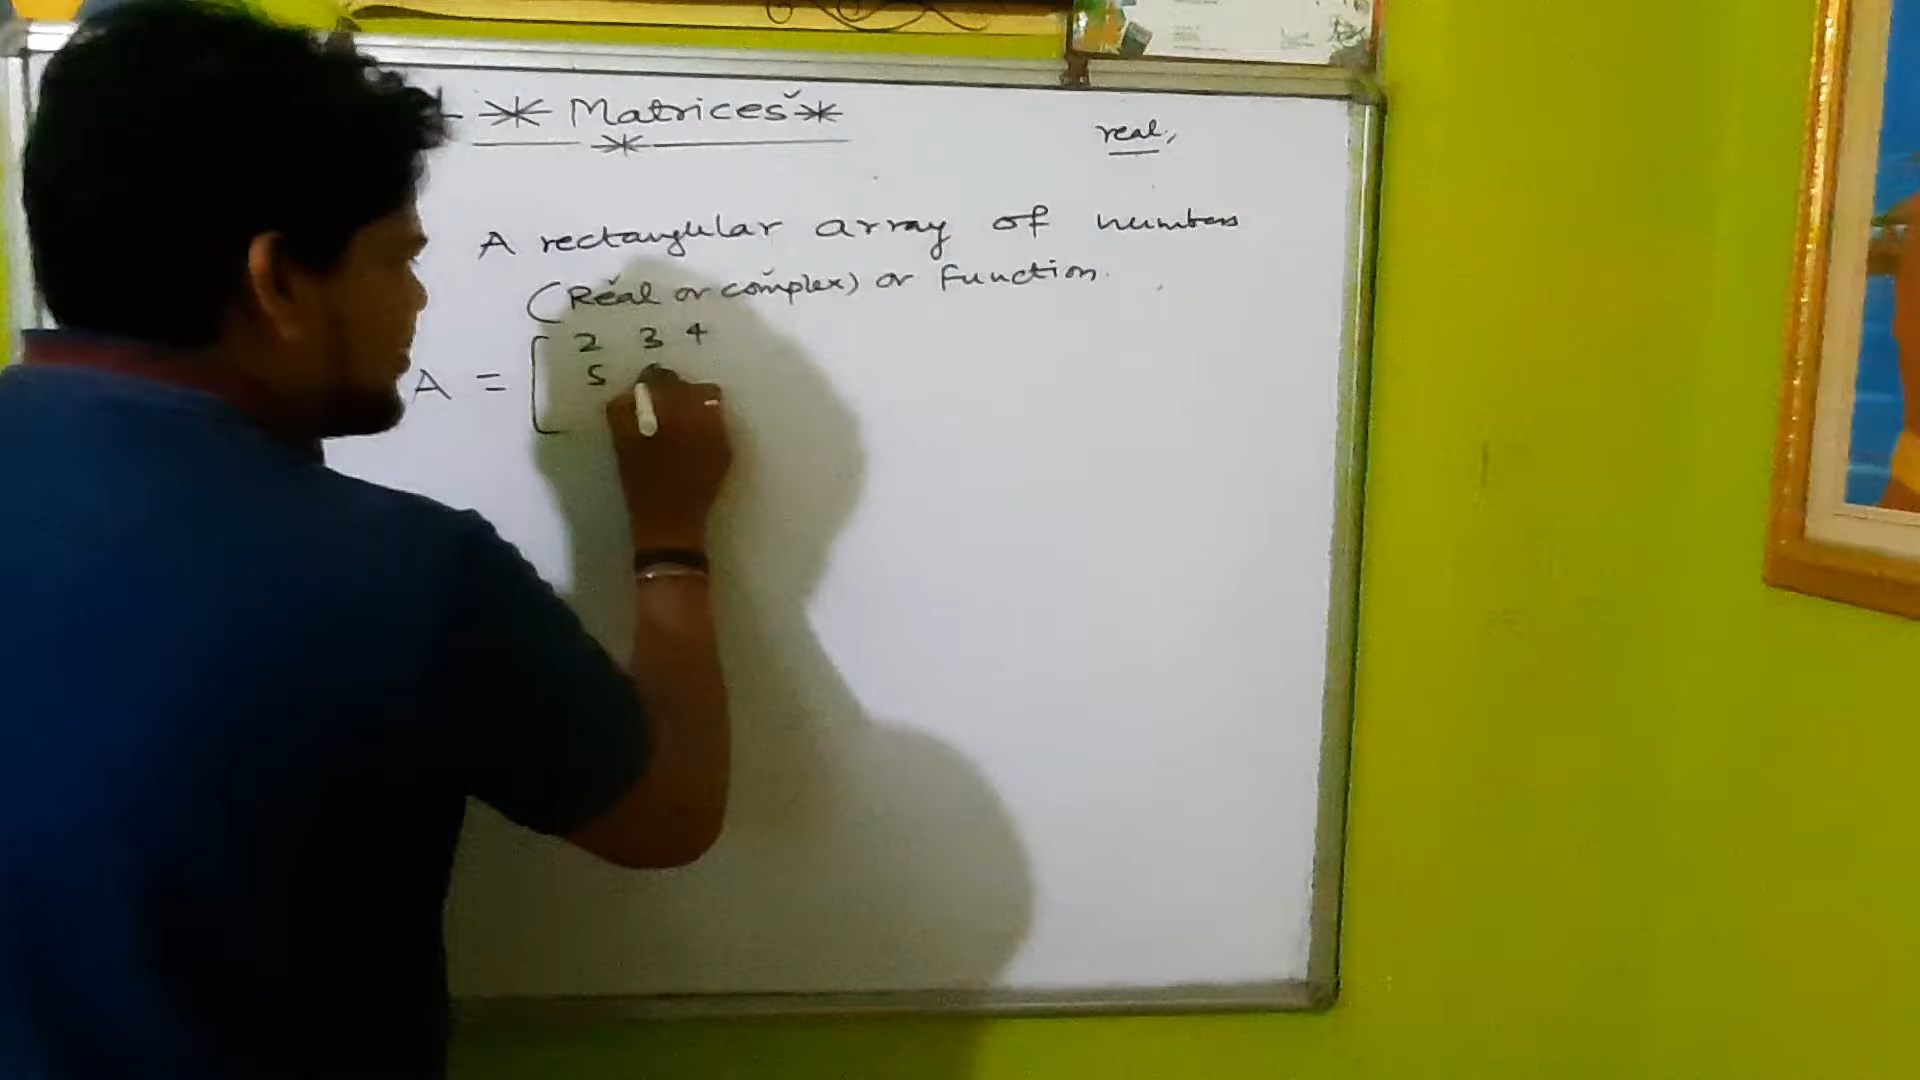 Matrices
real,
A rectangular array of numbers
(Real or complex) or Function.
2 3 4
A = [ 5